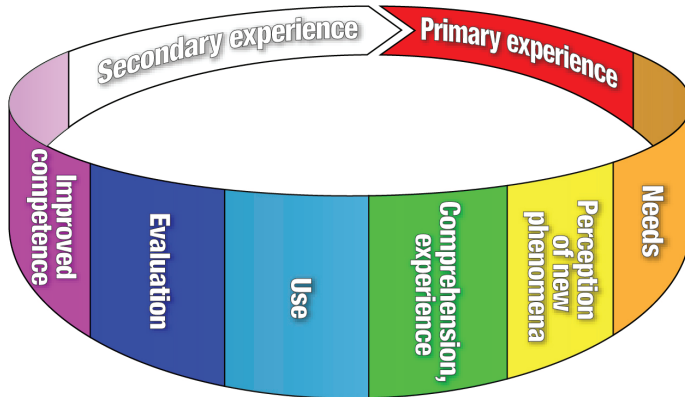 Secondary experience
Primary experience
Improved
competence
Evaluation
Use
Comprehension,
experience
Perception
of new
phenomena
Needs